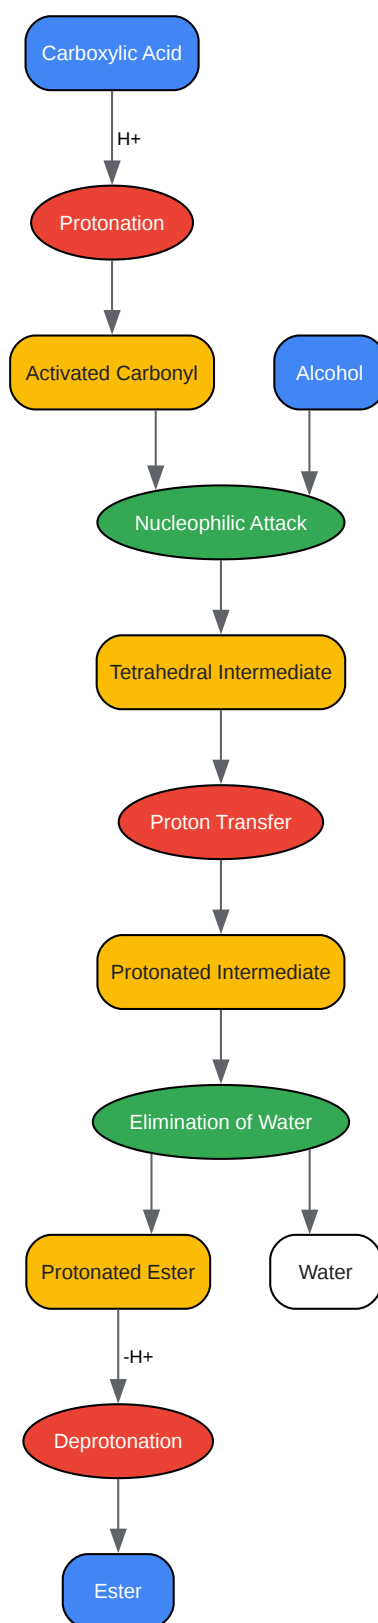 Carboxylic Acid
H+
Protonation
Activated Carbonyl
Alcohol
Nucleophilic Attack
Tetrahedral Intermediate
Proton Transfer
Protonated Intermediate
Elimination of Water
Protonated Ester
Water
-H+
Deprotonation
Ester